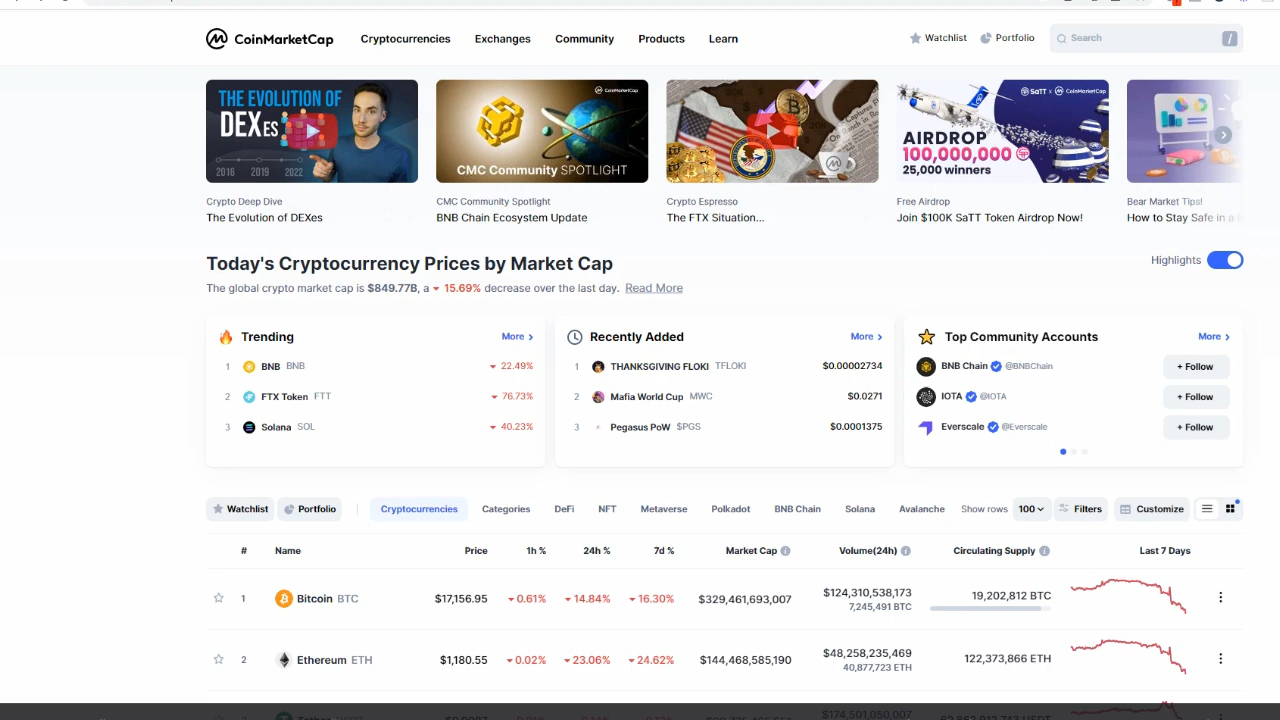 CoinMarketCap
Cryptocurrencies Exchanges Community Products Learn
Watchlist Portfolio Search /
THE EVOLUTION OF
DEXES
2016 2019 2022
CoinMarketCap
CMC Community SPOTLIGHT
SaTT x CoinMarketCap
AIRDROP
100,000,000
25,000 winners
Crypto Deep Dive
The Evolution of DEXes
CMC Community Spotlight
BNB Chain Ecosystem Update
Crypto Espresso
The FTX Situation...
Free Airdrop
Join $100K SaTT Token Airdrop Now!
Bear Market Tips!
How to Stay Safe in a
Today's Cryptocurrency Prices by Market Cap
Highlights
The global crypto market cap is $849.77B, a 15.69% decrease over the last day. Read More
Trending More
1 BNB BNB 22.49%
2 FTX Token FTT 76.73%
3 Solana SOL 40.23%
Recently Added More
1 THANKSGIVING FLOKI TFLOKI $0.00002734
2 Mafia World Cup MWC $0.0271
3 Pegasus PoW $PGS $0.0001375
Top Community Accounts More
BNB Chain @BNBChain + Follow
IOTA @IOTA + Follow
Everscale @Everscale + Follow
Watchlist Portfolio Cryptocurrencies Categories DeFi NFT Metaverse Polkadot BNB Chain Solana Avalanche Show rows 100 Filters Customize
# Name Price 1h % 24h % 7d % Market Cap Volume(24h) Circulating Supply Last 7 Days
1 Bitcoin BTC $17,156.95 0.61% 14.84% 16.30% $329,461,693,007 $124,310,538,173 19,202,812 BTC
7,245,491 BTC
2 Ethereum ETH $1,180.55 0.02% 23.06% 24.62% $144,468,585,190 $48,258,235,469 122,373,866 ETH
40,877,723 ETH
$174,501,050,007